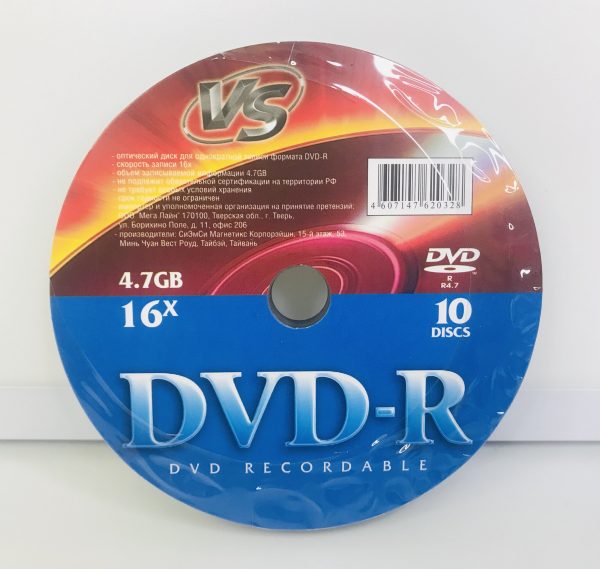 VS
- оптический диск для однократной записи формата DVD-R
- скорость записи 16x
- объем записываемой информации 4.7GB
- не подлежит обязательной сертификации на территории РФ
- не требует особых условий хранения
- срок годности не ограничен
- импортер и уполномоченная организация на принятие претензий:
ООО "Мега Лайн" 170100, Тверская обл., г. Тверь,
ул. Борихино Поле, д. 11, офис 206
- производители: СиЭмСи Магнетикс Корпорэйшн, 15-й этаж, 53,
Минь Чуан Вест Роуд, Тайбэй, Тайвань
4 607147 620328
DVD
R
R4.7
4.7GB
16x
10
DISCS
DVD-R
DVD RECORDABLE